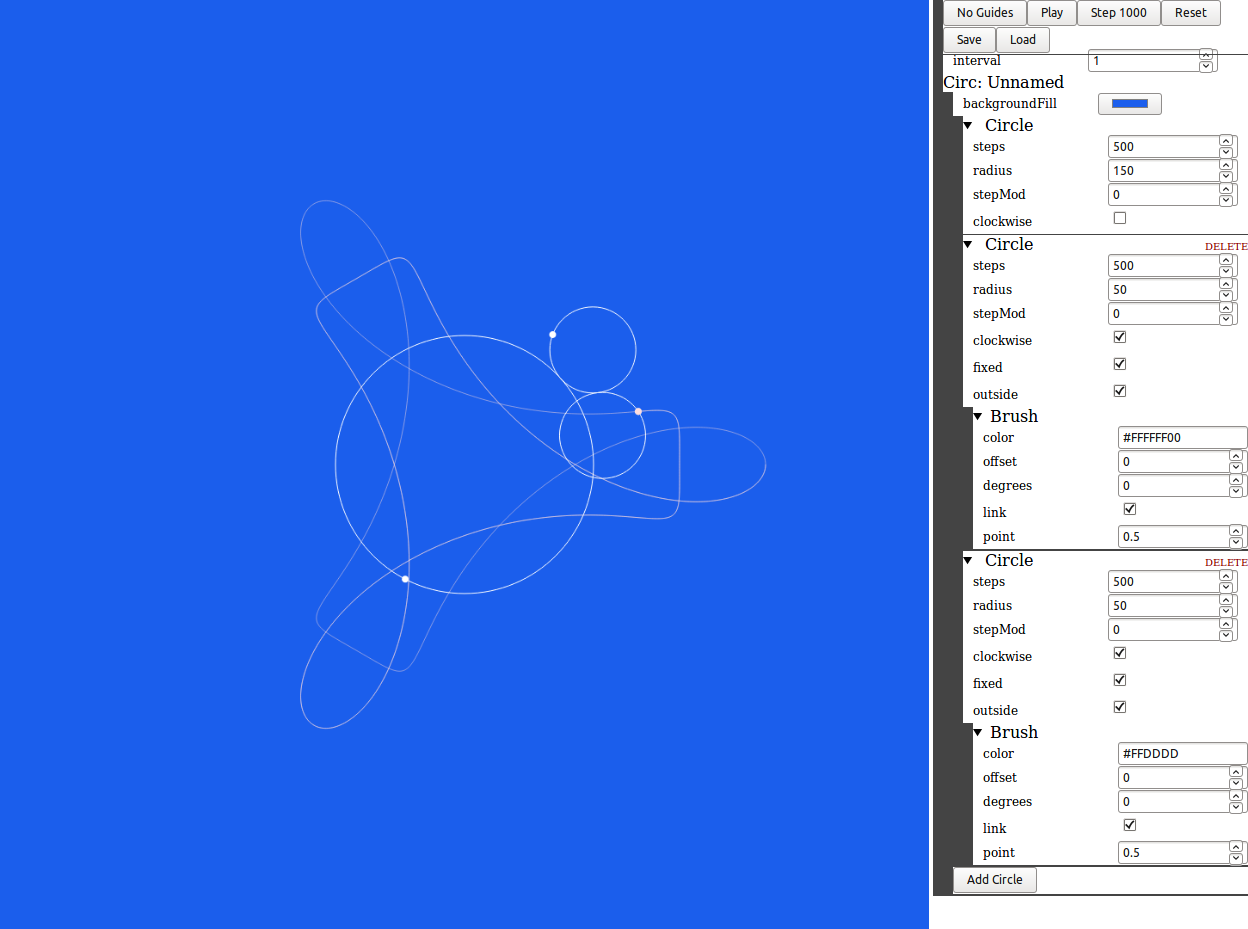 No Guides Play Step 1000 Reset
Save Load
interval 1
Circ: Unnamed
backgroundFill
Circle
steps 500
radius 150
stepMod 0
clockwise
Circle DELETE
steps 500
radius 50
stepMod 0
clockwise
fixed
outside
Brush
color #FFFFFF00
offset 0
degrees 0
link
point 0.5
Circle DELETE
steps 500
radius 50
stepMod 0
clockwise
fixed
outside
Brush
color #FFDDDD
offset 0
degrees 0
link
point 0.5
Add Circle